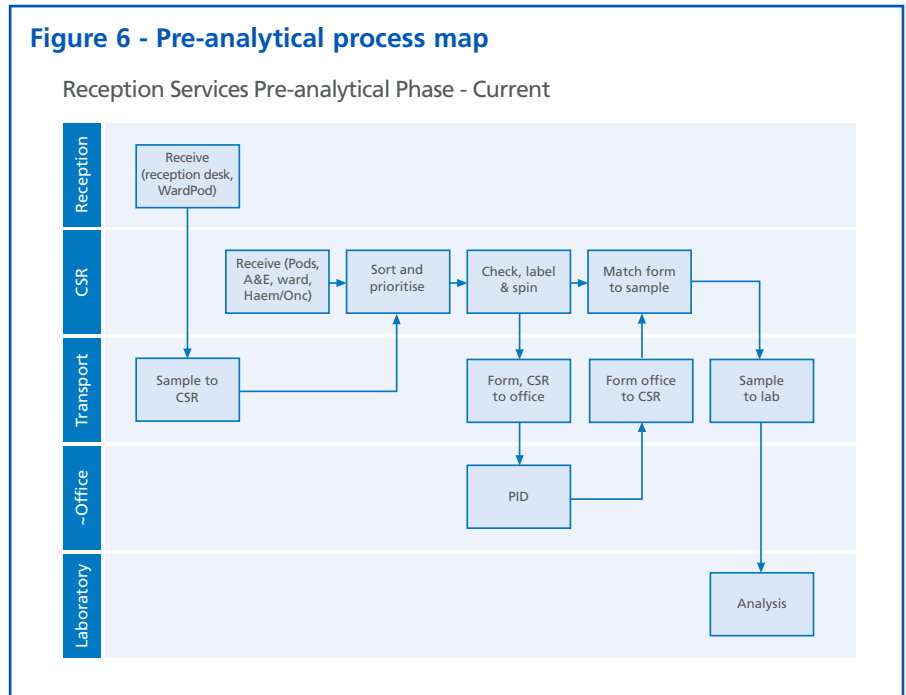 Figure 6 - Pre-analytical process map
Reception Services Pre-analytical Phase - Current
Reception
Receive
(reception desk,
WardPod)
CSR
Receive (Pods,
A&E, ward,
Haem/Onc)
Sort and
prioritise
Check, label
& spin
Match form
to sample
Transport
Sample to
CSR
Form, CSR
to office
Form office
to CSR
Sample
to lab
~Office
PID
Laboratory
Analysis